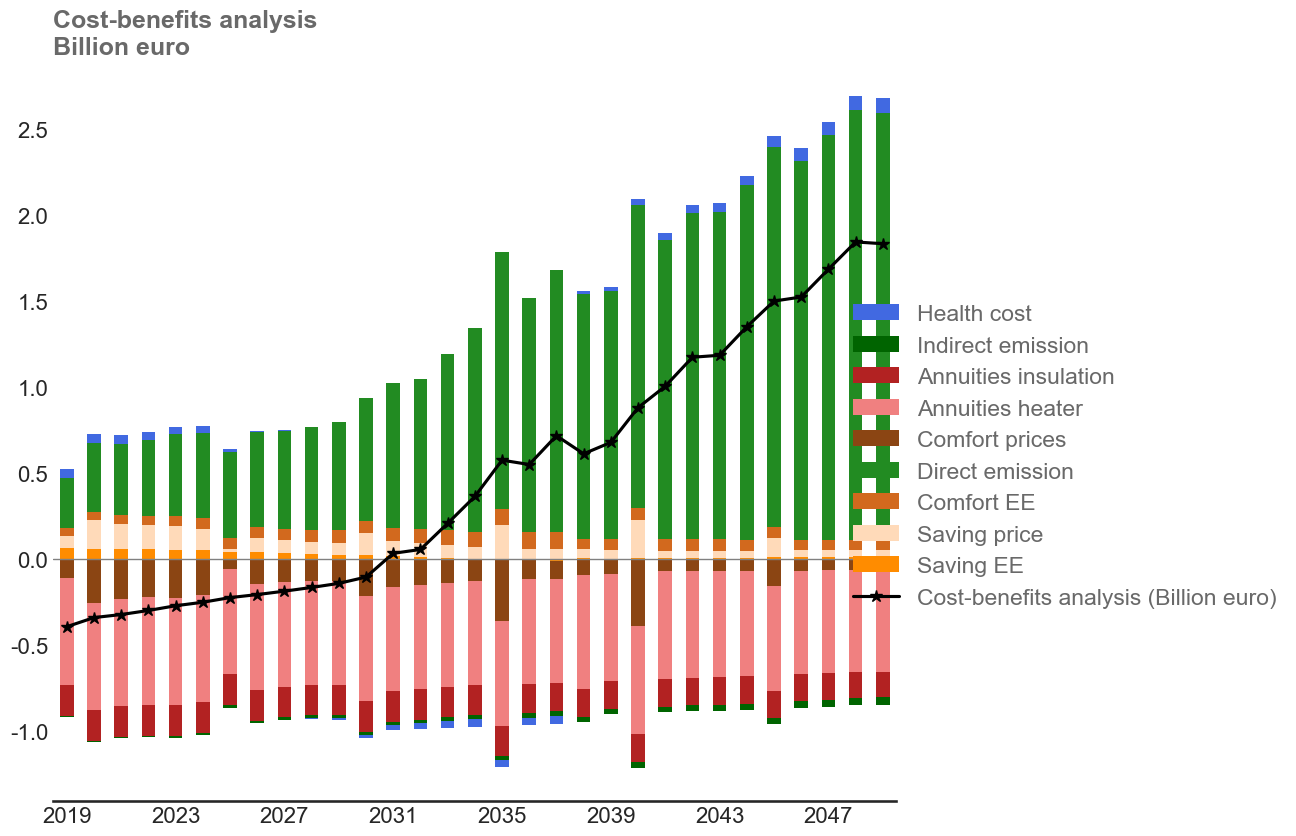 Cost-benefits analysis
Billion euro
2.5
2.0
1.5
1.0
0.5
0.0
-0.5
-1.0
2019 2023 2027 2031 2035 2039 2043 2047
Health cost
Indirect emission
Annuities insulation
Annuities heater
Comfort prices
Direct emission
Comfort EE
Saving price
Saving EE
Cost-benefits analysis (Billion euro)